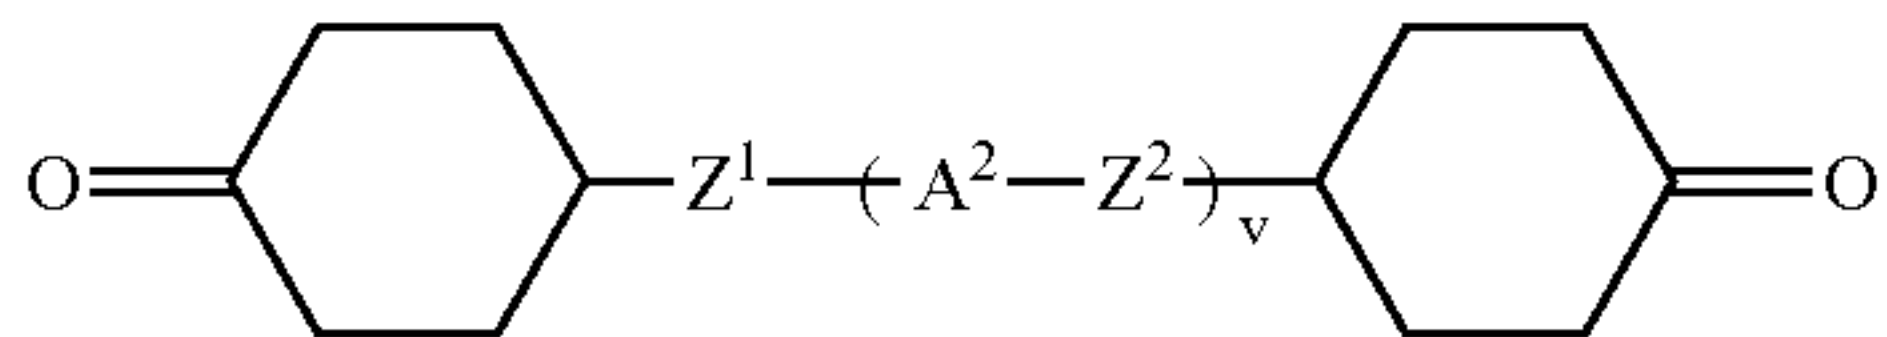 O Z¹ ( A² Z² )ᵥ O